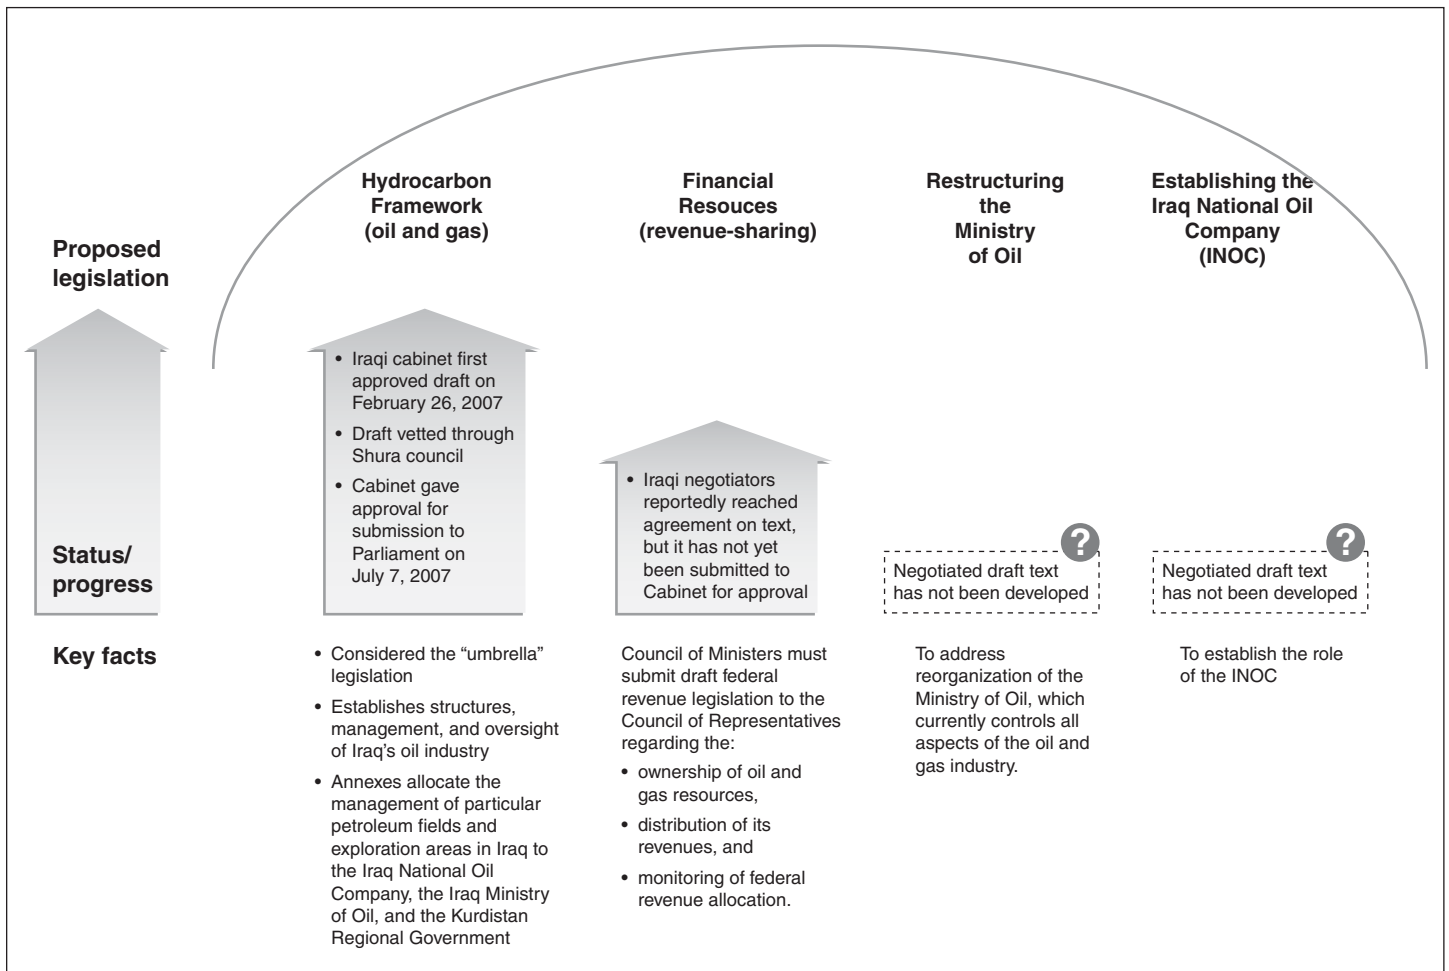 Proposed
legislation
Hydrocarbon
Framework
(oil and gas)
Financial
Resouces
(revenue-sharing)
Restructuring
the
Ministry
of Oil
Establishing the
Iraq National Oil
Company
(INOC)
Status/
progress
• Iraqi cabinet first
approved draft on
February 26, 2007
• Draft vetted through
Shura council
• Cabinet gave
approval for
submission to
Parliament on
July 7, 2007
• Iraqi negotiators
reportedly reached
agreement on text,
but it has not yet
been submitted to
Cabinet for approval
?
Negotiated draft text
has not been developed
?
Negotiated draft text
has not been developed
Key facts
• Considered the “umbrella”
legislation
• Establishes structures,
management, and oversight
of Iraq’s oil industry
• Annexes allocate the
management of particular
petroleum fields and
exploration areas in Iraq to
the Iraq National Oil
Company, the Iraq Ministry
of Oil, and the Kurdistan
Regional Government
Council of Ministers must
submit draft federal
revenue legislation to the
Council of Representatives
regarding the:
• ownership of oil and
gas resources,
• distribution of its
revenues, and
• monitoring of federal
revenue allocation.
To address
reorganization of the
Ministry of Oil, which
currently controls all
aspects of the oil and
gas industry.
To establish the role
of the INOC